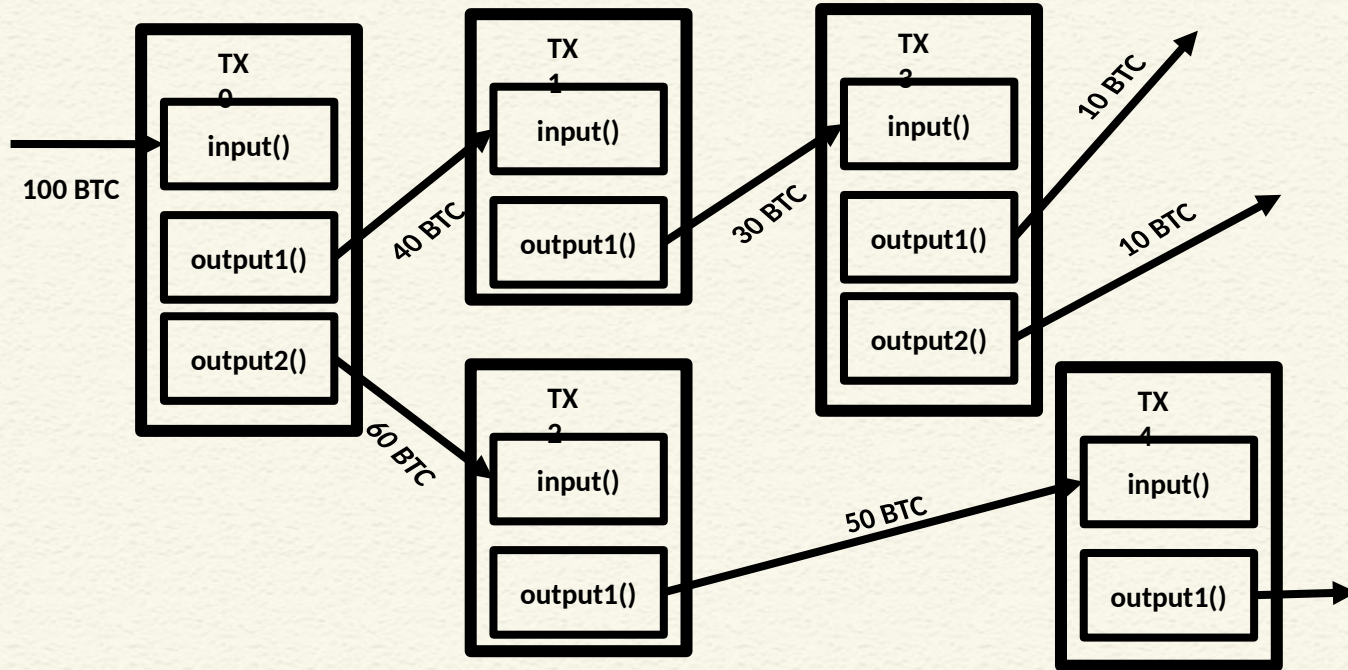 TX
0
input()
100 BTC
output1()
output2()
40 BTC
60 BTC
TX
1
input()
output1()
30 BTC
TX
2
input()
output1()
50 BTC
TX
3
input()
output1()
output2()
10 BTC
10 BTC
TX
4
input()
output1()